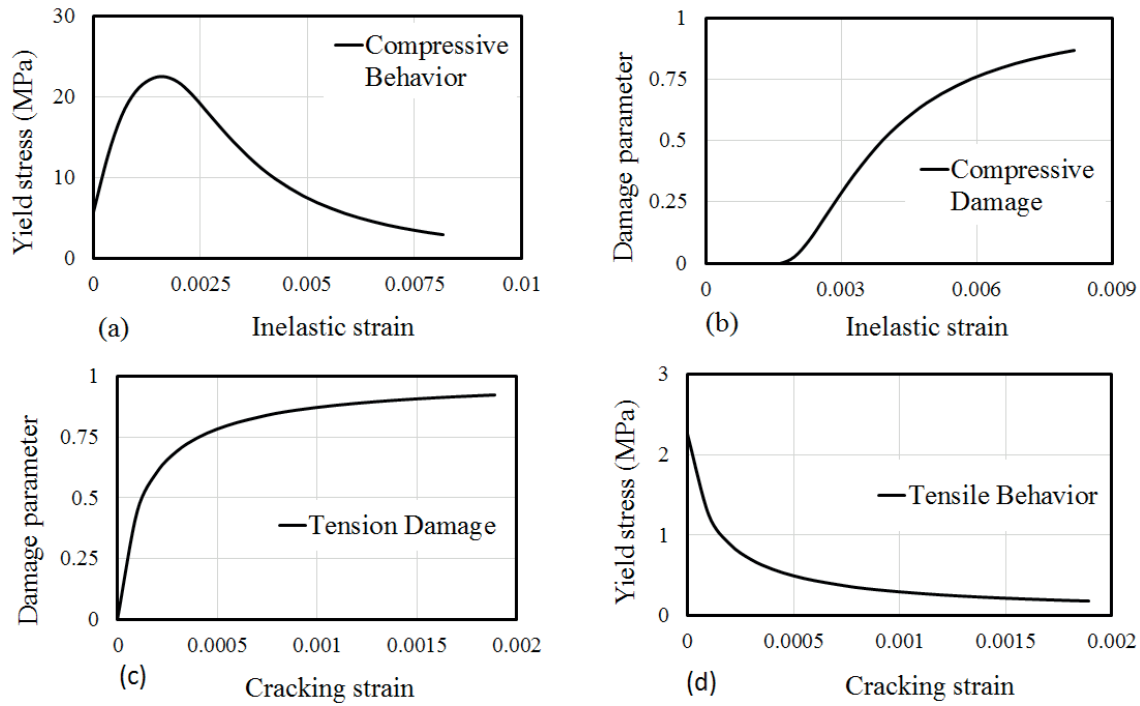 Yield stress (MPa)
30
20
10
0
0
0.0025
0.005
0.0075
0.01
Compressive
Behavior
(a)
Inelastic strain
Damage parameter
1
0.75
0.5
0.25
0
0
0.003
0.006
0.009
Compressive
Damage
(b)
Inelastic strain
Damage parameter
1
0.75
0.5
0.25
0
0
0.0005
0.001
0.0015
0.002
Tension Damage
(c)
Cracking strain
Yield stress (MPa)
3
2
1
0
0
0.0005
0.001
0.0015
0.002
Tensile Behavior
(d)
Cracking strain